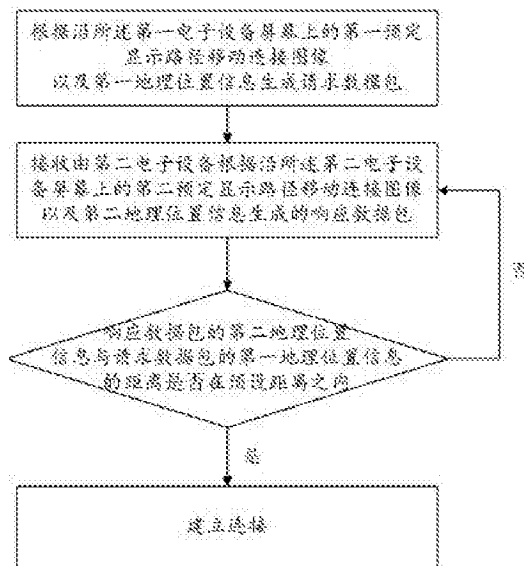 根据沿所述第一电子设备屏幕上的第一预定
显示路径移动连接图像
以及第一地理位置信息生成请求数据包
接收由第二电子设备根据沿所述第二电子设
备屏幕上的第二预定显示路径移动连接图像
以及第二地理位置信息生成的响应数据包
否
响应数据包的第二地理位置
信息与请求数据包的第一地理位置信息
的距离是否在预设距离之内
是
建立连接